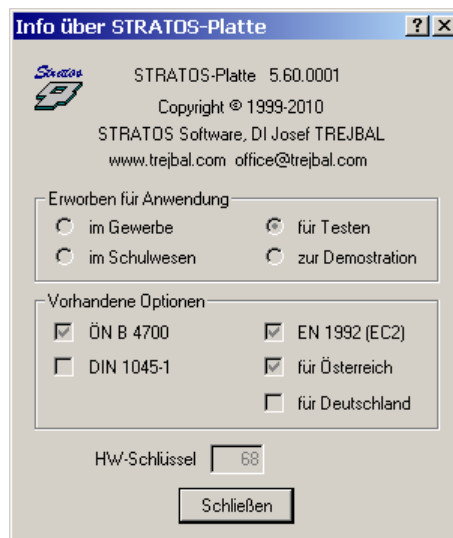 Info über STRATOS-Platte
Stratos
STRATOS-Platte 5.60.0001
Copyright © 1999-2010
STRATOS Software, DI Josef TREJBAL
www.trejbal.com office@trejbal.com
Erworben für Anwendung
im Gewerbe für Testen
im Schulwesen zur Demostration
Vorhandene Optionen
ÖN B 4700 EN 1992 (EC2)
DIN 1045-1 für Österreich
für Deutschland
HW-Schlüssel 68
Schließen